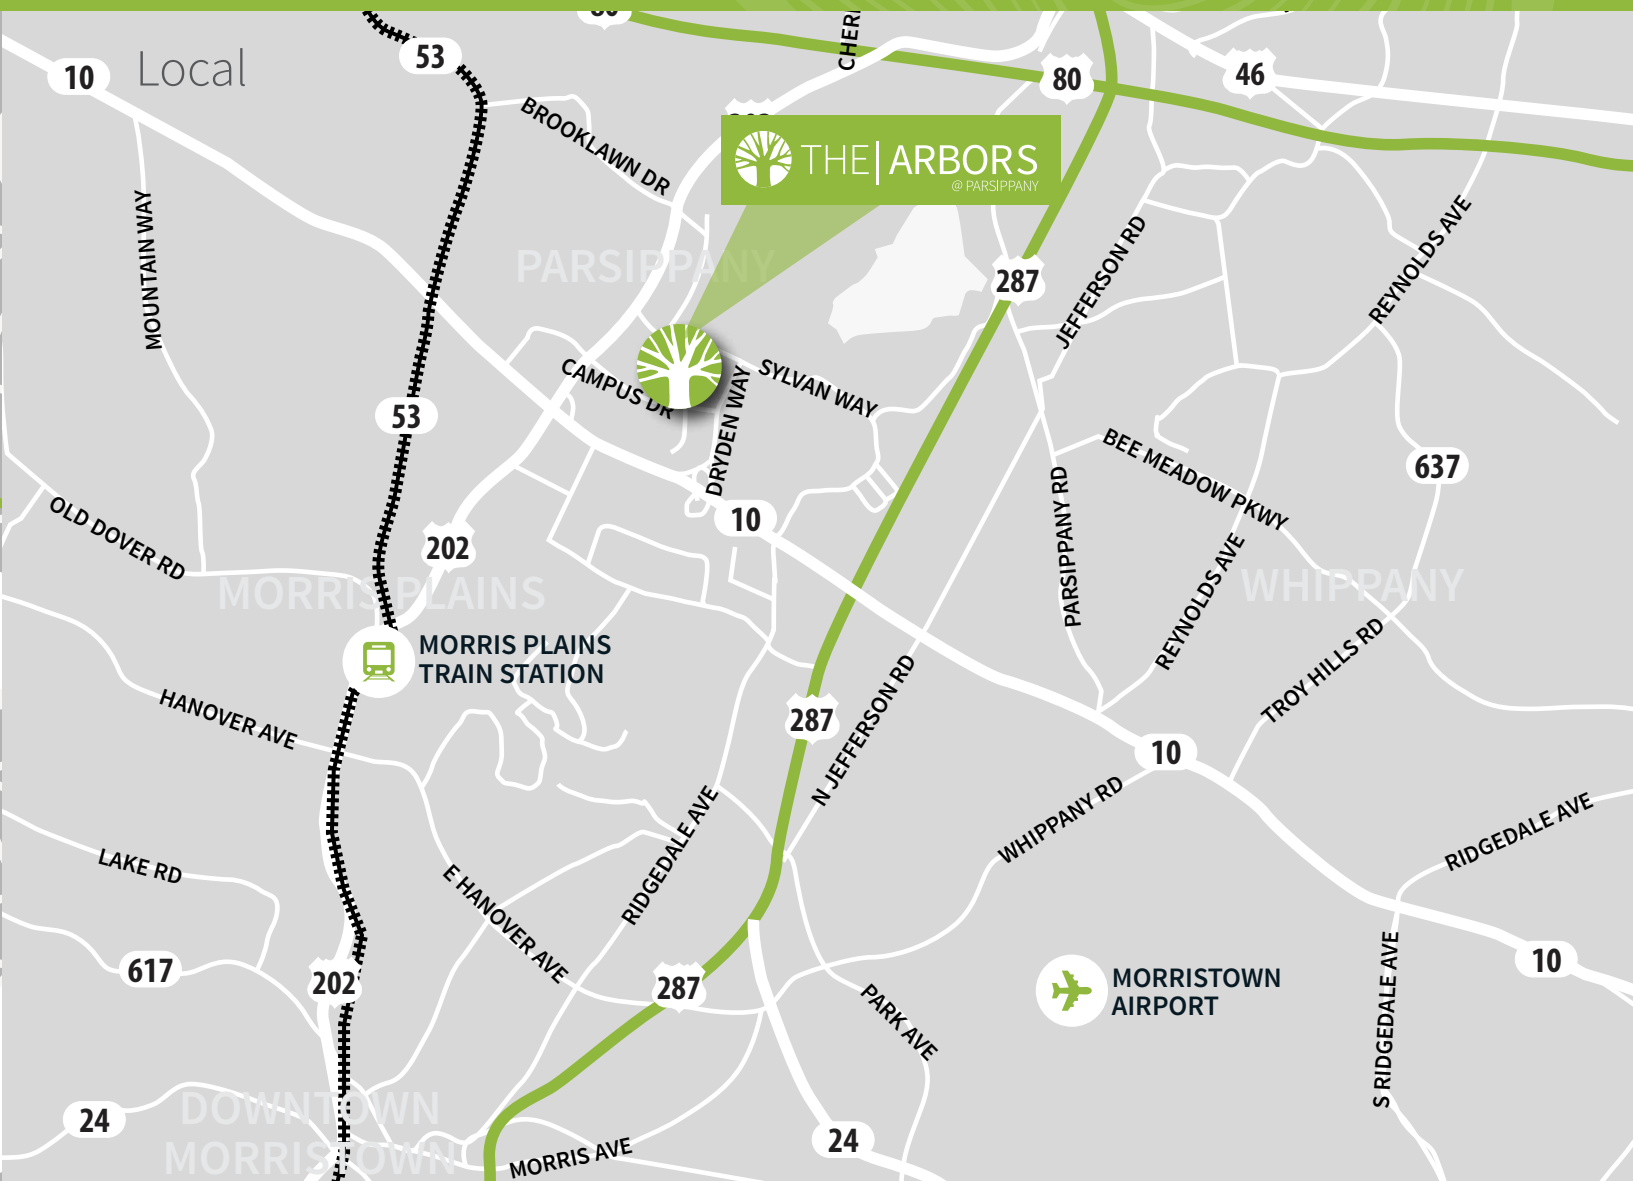 Local
10
53
80
CHERR
80
46
BROOKLAWN DR
THE | ARBORS
@ PARSIPPANY
MOUNTAIN WAY
PARSIPPANY
287
JEFFERSON RD
REYNOLDS AVE
CAMPUS DR
DRYDEN WAY
SYLVAN WAY
53
BEE MEADOW PKWY
637
PARSIPPANY RD
OLD DOVER RD
10
202
REYNOLDS AVE
MORRIS PLAINS
WHIPPANY
MORRIS PLAINS
TRAIN STATION
TROY HILLS RD
HANOVER AVE
287
N JEFFERSON RD
10
WHIPPANY RD
RIDGEDALE AVE
RIDGEDALE AVE
LAKE RD
E HANOVER AVE
617
202
287
PARK AVE
MORRISTOWN
AIRPORT
S RIDGEDALE AVE
10
24
DOWNTOWN
MORRISTOWN
MORRIS AVE
24